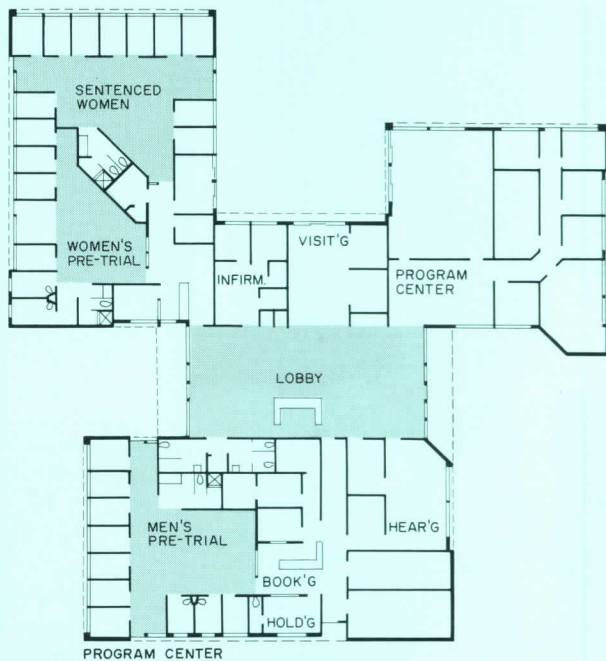 SENTENCED
WOMEN
WOMEN'S
PRE-TRIAL
INFIRM.
VISIT'G
PROGRAM
CENTER
LOBBY
MEN'S
PRE-TRIAL
HEAR'G
BOOK'G
HOLD'G
PROGRAM CENTER